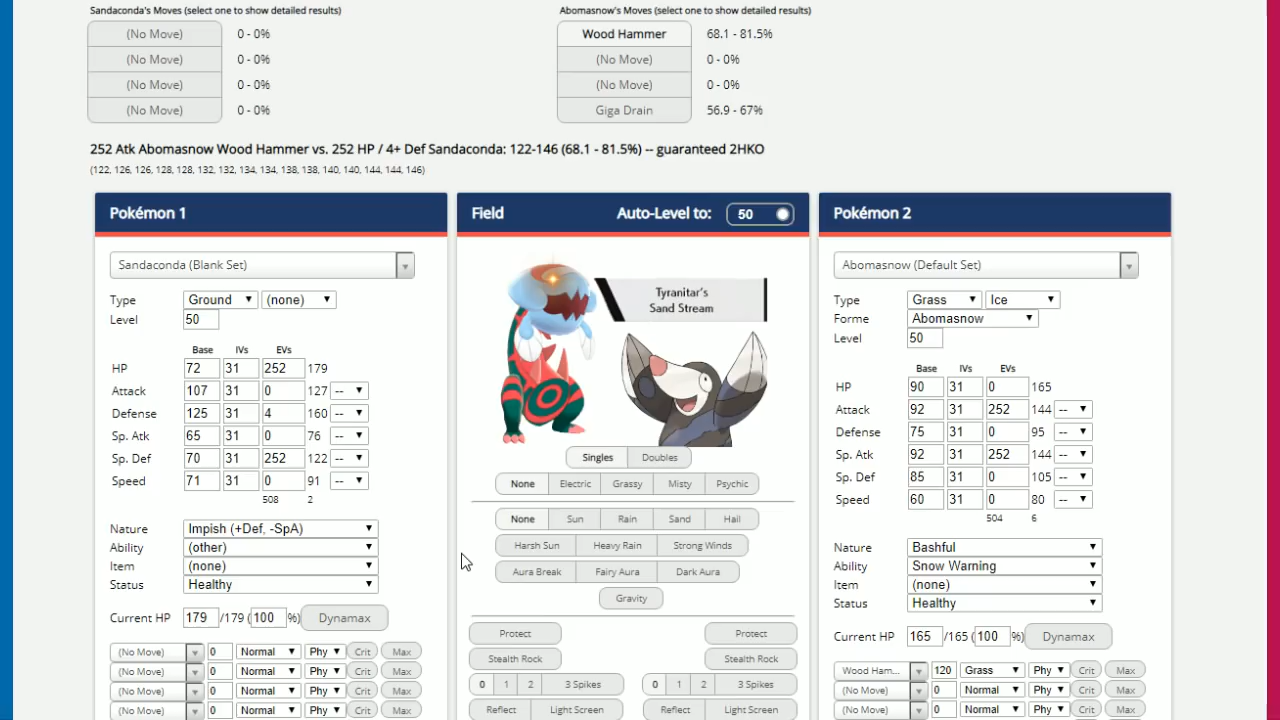 Sandaconda's Moves (select one to show detailed results)
Abomasnow's Moves (select one to show detailed results)
(No Move) 0 - 0%
Wood Hammer 68.1 - 81.5%
(No Move) 0 - 0%
(No Move) 0 - 0%
(No Move) 0 - 0%
(No Move) 0 - 0%
(No Move) 0 - 0%
Giga Drain 56.9 - 67%
252 Atk Abomasnow Wood Hammer vs. 252 HP / 4+ Def Sandaconda: 122-146 (68.1 - 81.5%) -- guaranteed 2HKO
(122, 126, 126, 128, 128, 132, 132, 134, 134, 138, 138, 140, 140, 144, 144, 146)
Pokémon 1
Sandaconda (Blank Set)
Type Ground (none)
Level 50
Base IVs EVs
HP 72 31 252 179
Attack 107 31 0 127 --
Defense 125 31 4 160 --
Sp. Atk 65 31 0 76 --
Sp. Def 70 31 252 122 --
Speed 71 31 0 91 --
508 2
Nature Impish (+Def, -SpA)
Ability (other)
Item (none)
Status Healthy
Current HP 179 /179 ( 100 %) Dynamax
(No Move) 0 Normal Phy Crit Max
(No Move) 0 Normal Phy Crit Max
(No Move) 0 Normal Phy Crit Max
(No Move) 0 Normal Phy Crit Max
Field Auto-Level to: 50
Tyranitar's
Sand Stream
Singles Doubles
None Electric Grassy Misty Psychic
None Sun Rain Sand Hail
Harsh Sun Heavy Rain Strong Winds
Aura Break Fairy Aura Dark Aura
Gravity
Protect Protect
Stealth Rock Stealth Rock
0 1 2 3 Spikes 0 1 2 3 Spikes
Reflect Light Screen Reflect Light Screen
Pokémon 2
Abomasnow (Default Set)
Type Grass Ice
Forme Abomasnow
Level 50
Base IVs EVs
HP 90 31 0 165
Attack 92 31 252 144 --
Defense 75 31 0 95 --
Sp. Atk 92 31 252 144 --
Sp. Def 85 31 0 105 --
Speed 60 31 0 80 --
504 6
Nature Bashful
Ability Snow Warning
Item (none)
Status Healthy
Current HP 165 /165 ( 100 %) Dynamax
Wood Ham... 120 Grass Phy Crit Max
(No Move) 0 Normal Phy Crit Max
(No Move) 0 Normal Phy Crit Max